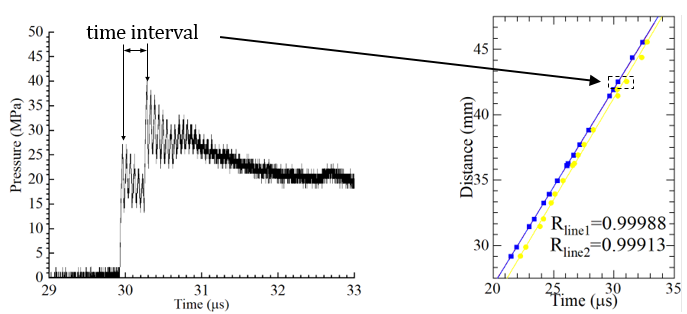 time interval
50
45
40
35
30
25
20
15
10
5
0
Pressure (MPa)
29 30 31 32 33
Time (μs)
45
40
35
30
Distance (mm)
R line1=0.99988
R line2=0.99913
20 25 30 35
Time (μs)